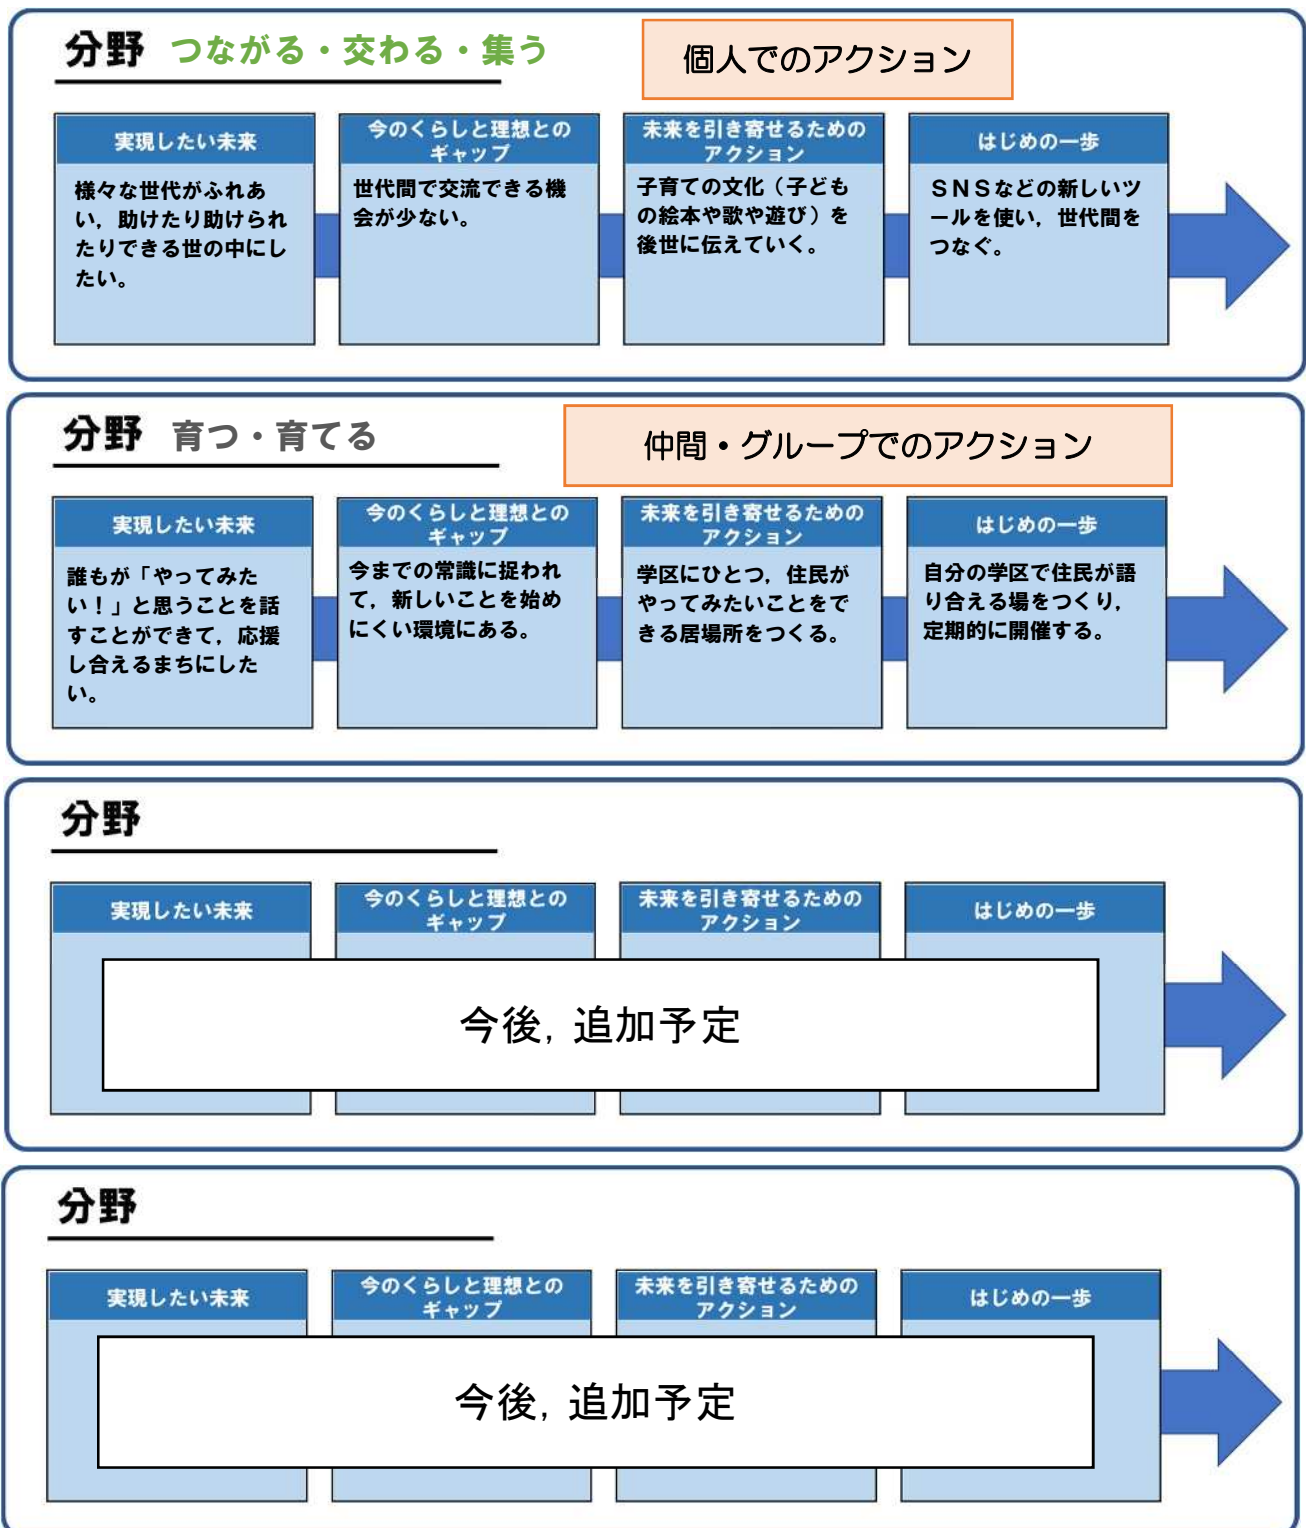 分野 つながる・交わる・集う
個人でのアクション
実現したい未来
様々な世代がふれあ
い，助けたり助けられ
たりできる世の中にし
たい。
今のくらしと理想との
ギャップ
世代間で交流できる機
会が少ない。
未来を引き寄せるための
アクション
子育ての文化（子ども
の絵本や歌や遊び）を
後世に伝えていく。
はじめの一歩
ＳＮＳなどの新しいツ
ールを使い，世代間を
つなぐ。
分野 育つ・育てる
仲間・グループでのアクション
実現したい未来
誰もが「やってみた
い！」と思うことを話
すことができて，応援
し合えるまちにした
い。
今のくらしと理想との
ギャップ
今までの常識に捉われ
て，新しいことを始め
にくい環境にある。
未来を引き寄せるための
アクション
学区にひとつ，住民が
やってみたいことをで
きる居場所をつくる。
はじめの一歩
自分の学区で住民が語
り合える場をつくり，
定期的に開催する。
分野
実現したい未来
今のくらしと理想との
ギャップ
未来を引き寄せるための
アクション
はじめの一歩
今後，追加予定
分野
実現したい未来
今のくらしと理想との
ギャップ
未来を引き寄せるための
アクション
はじめの一歩
今後，追加予定